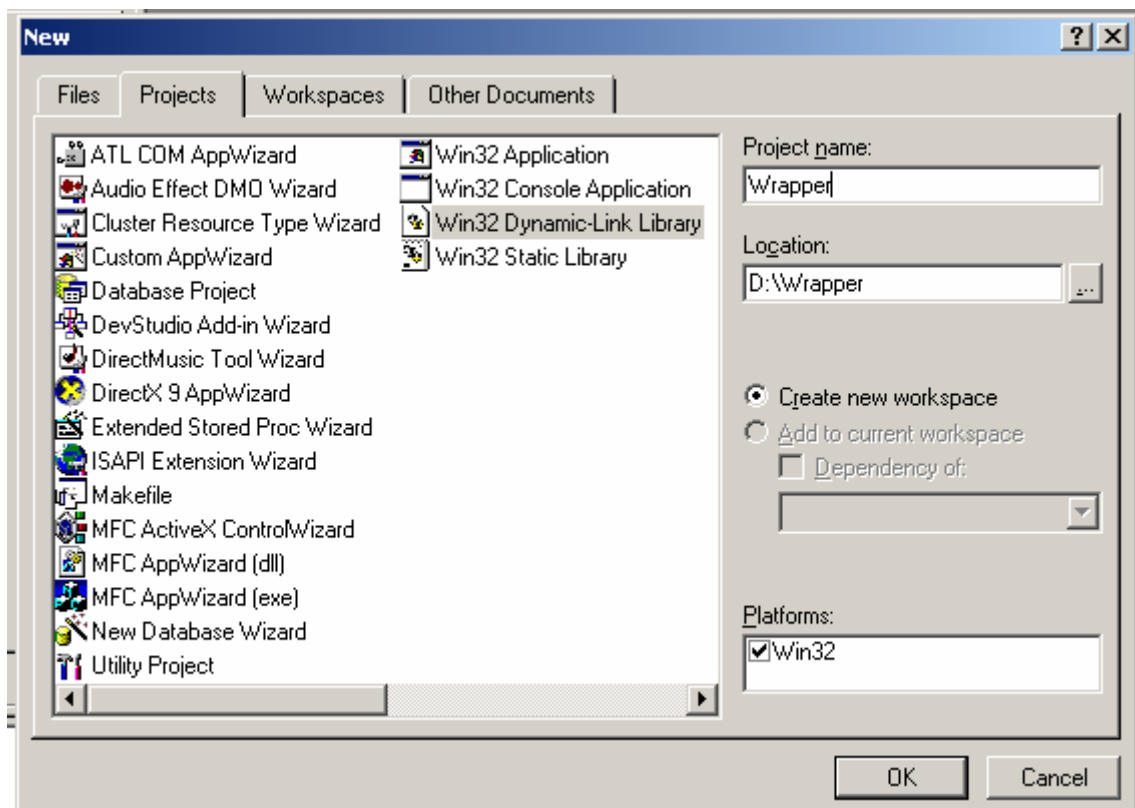 New
Files Projects Workspaces Other Documents
ATL COM AppWizard
Audio Effect DMO Wizard
Cluster Resource Type Wizard
Custom AppWizard
Database Project
DevStudio Add-in Wizard
DirectMusic Tool Wizard
DirectX 9 AppWizard
Extended Stored Proc Wizard
ISAPI Extension Wizard
Makefile
MFC ActiveX ControlWizard
MFC AppWizard (dll)
MFC AppWizard (exe)
New Database Wizard
Utility Project
Win32 Application
Win32 Console Application
Win32 Dynamic-Link Library
Win32 Static Library
Project name:
Wrapper
Location:
D:\Wrapper
...
Create new workspace
Add to current workspace
Dependency of:
Platforms:
Win32
OK Cancel